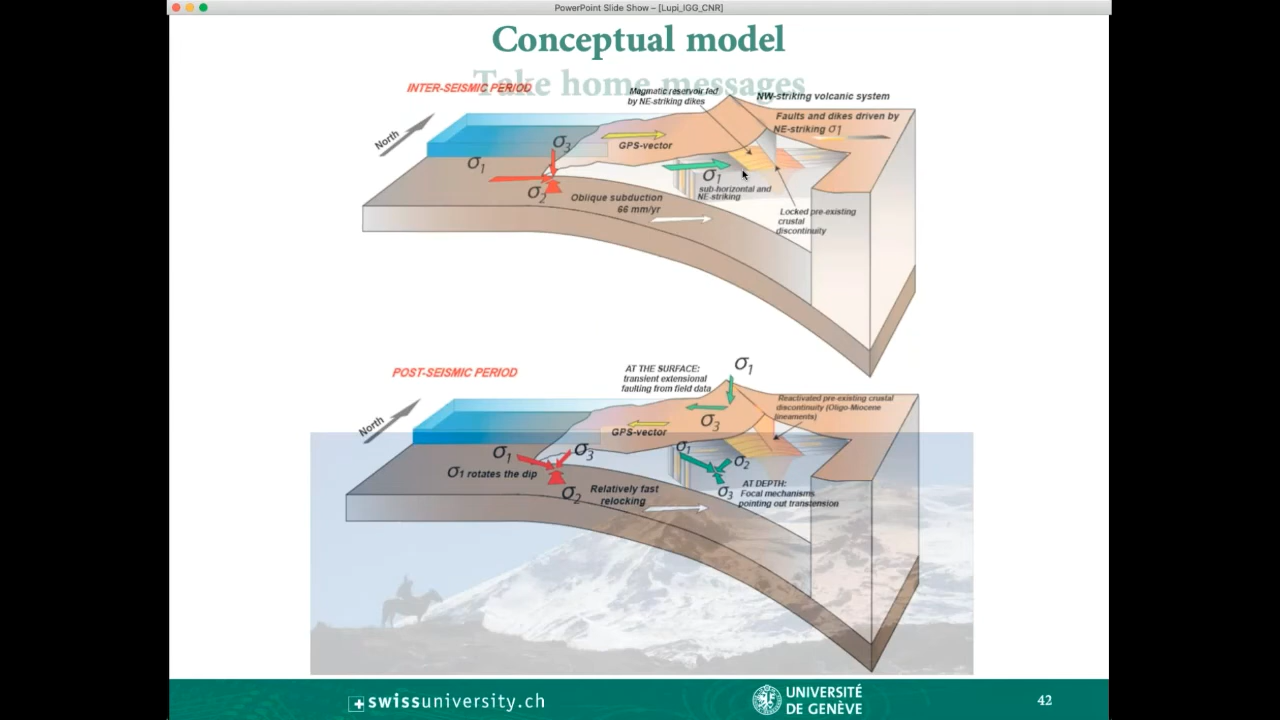 PowerPoint Slide Show – [Lupi_IGG_CNR]
Conceptual model
Take home messages
INTER-SEISMIC PERIOD
Magmatic reservoir fed
by NE-striking dikes
NW-striking volcanic system
Faults and dikes driven by
NE-striking σ1
North
σ3
GPS-vector
σ1
σ1
sub-horizontal and
NE-striking
σ2
Oblique subduction
66 mm/yr
Locked pre-existing
crustal
discontinuity
POST-SEISMIC PERIOD
AT THE SURFACE:
transient extensional
faulting from field data
σ1
Reactivated pre-existing crustal
discontinuity (Oligo-Miocene
lineaments)
North
σ3
GPS-vector
σ1
σ3
σ1
σ2
σ1 rotates the dip
σ2
Relatively fast
relocking
σ3
AT DEPTH:
Focal mechanisms
pointing out transtension
swissuniversity.ch
UNIVERSITÉ
DE GENÈVE
42